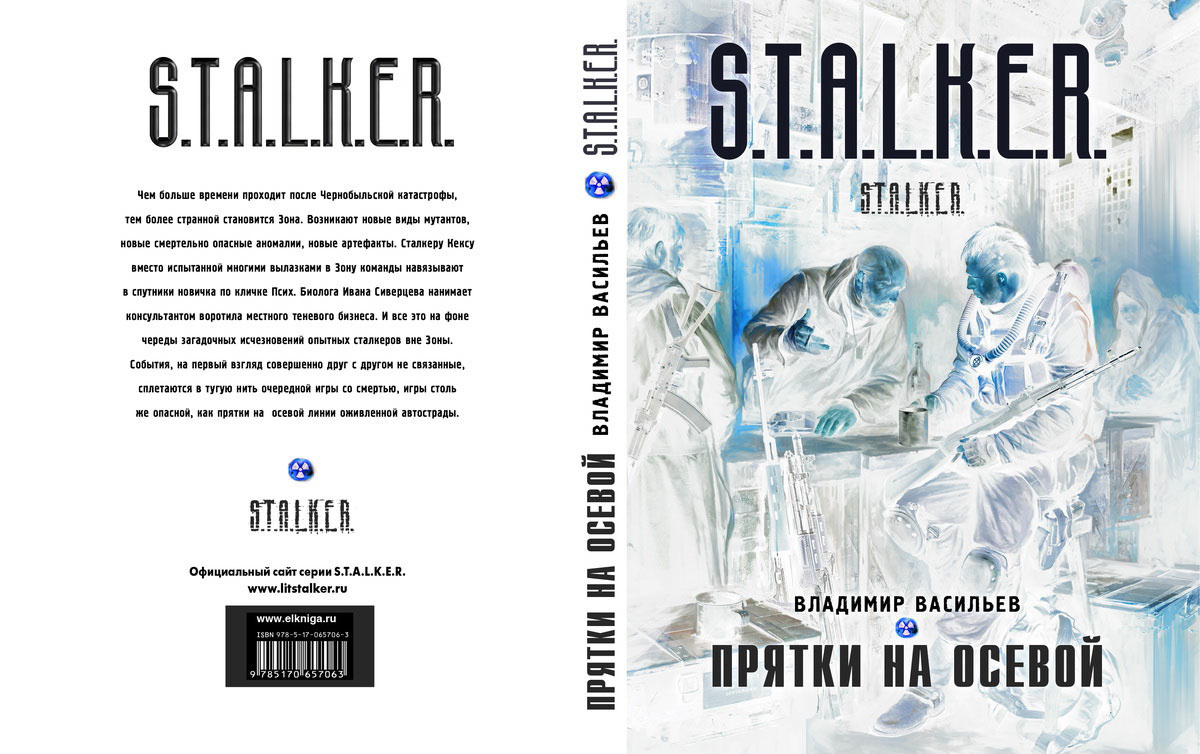 S.T.A.L.K.E.R.
Чем больше времени проходит после Чернобыльской катастрофы,
тем более странной становится Зона. Возникают новые виды мутантов,
новые смертельно опасные аномалии, новые артефакты. Сталкеру Кексу
вместо испытанной многими вылазками в Зону команды навязывают
в спутники новичка по кличке Псих. Биолога Ивана Сиверцева нанимает
консультантом воротила местного теневого бизнеса. И все это на фоне
череды загадочных исчезновений опытных сталкеров вне Зоны.
События, на первый взгляд совершенно друг с другом не связанные,
сплетаются в тугую нить очередной игры со смертью, игры столь
же опасной, как прятки на осевой линии оживленной автострады.
S.T.A.L.K.E.R.
Официальный сайт серии S.T.A.L.K.E.R.
www.litstalker.ru
www.elkniga.ru
ISBN 978-5-17-065706-3
9 785170 657063
S.T.A.L.K.E.R.
ВЛАДИМИР ВАСИЛЬЕВ
ПРЯТКИ НА ОСЕВОЙ
S.T.A.L.K.E.R.
S.T.A.L.K.E.R.
ВЛАДИМИР ВАСИЛЬЕВ
ПРЯТКИ НА ОСЕВОЙ